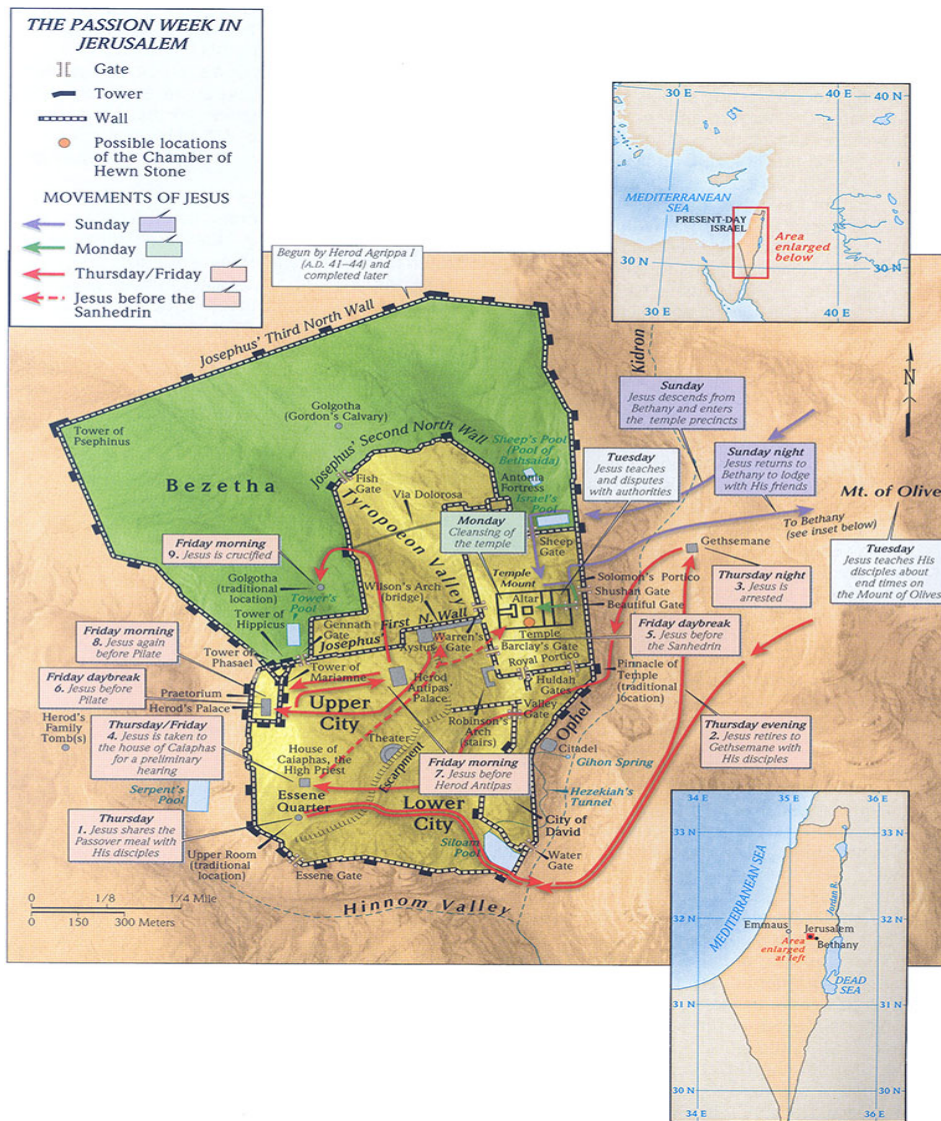 THE PASSION WEEK IN
JERUSALEM
Gate
Tower
Wall
Possible locations
of the Chamber of
Hewn Stone
MOVEMENTS OF JESUS
Sunday
Monday
Thursday/Friday
Jesus before the
Sanhedrin
30 E
40 E
40 N
MEDITERRANEAN
SEA
PRESENT-DAY
ISRAEL
Area
enlarged
below
30 N
30 N
30 E
40 E
Begun by Herod Agrippa I
(A.D. 41–44) and
completed later
Josephus' Third North Wall
Kidron
N
Tower of
Psephinus
Golgotha
(Gordon's Calvary)
Josephus' Second North Wall
Sheep's Pool
(Pool of
Bethsaida)
Sunday
Jesus descends from
Bethany and enters
the temple precincts
Bezetha
Fish
Gate
Tyropoeon Valley
Via Dolorosa
Antonia
Fortress
Israel's
Pool
Tuesday
Jesus teaches
and disputes
with authorities
Sunday night
Jesus returns to
Bethany to lodge
with His friends
Mt. of Olive
Monday
Cleansing of
the temple
Sheep
Gate
To Bethany
(see inset below)
Gethsemane
Tuesday
Jesus teaches His
disciples about
end times on
the Mount of Olives
Friday morning
9. Jesus is crucified
Golgotha
(traditional
location)
Tower's
Pool
Wilson's Arch
(bridge)
Temple
Mount
Altar
Solomon's Portico
Shushan Gate
Beautiful Gate
Thursday night
3. Jesus is
arrested
Tower of
Hippicus
Gennath
Gate
Josephus' First N. Wall
Xystus
Warren's
Gate
Temple
Barclay's Gate
Royal Portico
Friday daybreak
5. Jesus before
the Sanhedrin
Friday morning
8. Jesus again
before Pilate
Tower of
Phasael
Tower of
Mariamne
Huldah
Gates
Pinnacle of
Temple (traditional
location)
Friday daybreak
6. Jesus before
Pilate
Praetorium
Herod's Palace
Upper
City
Herod
Antipas'
Palace
Robinson's
Arch
(stairs)
Valley
Gate
Ophel
Herod's
Family
Tomb(s)
Thursday/Friday
4. Jesus is taken to
the house of Caiaphas
for a preliminary
hearing
Theater
House of
Caiaphas, the
High Priest
Escarpment
Friday morning
7. Jesus before
Herod Antipas
Citadel
Gihon Spring
Thursday evening
2. Jesus retires to
Gethsemane with
His disciples
Serpent's
Pool
Essene
Quarter
Lower
City
Hezekiah's
Tunnel
City of
David
Thursday
1. Jesus shares the
Passover meal with
His disciples
Siloam
Pool
Upper Room
(traditional
location)
Essene Gate
Water
Gate
Hinnom Valley
0 1/8 1/4 Mile
0 150 300 Meters
34 E
35 E
36 E
33 N
33 N
MEDITERRANEAN SEA
Jordan R.
32 N
32 N
Emmaus
Jerusalem
Area
enlarged
at left
Bethany
DEAD
SEA
31 N
31 N
30 N
30 N
34 E
36 E